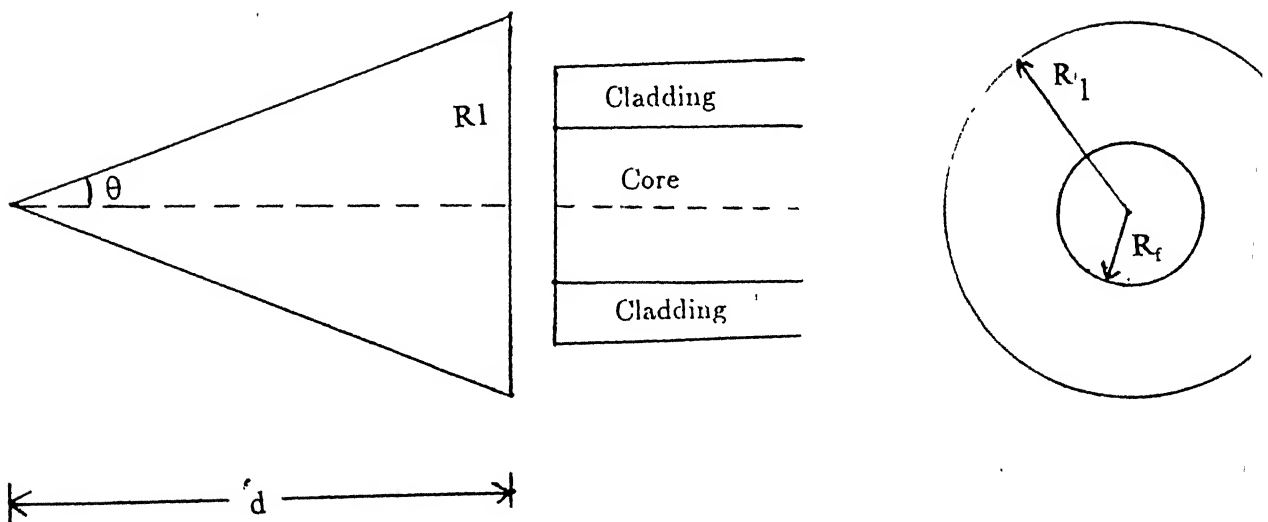 Cladding
R1
R1
Core
θ
Rf
Cladding
d